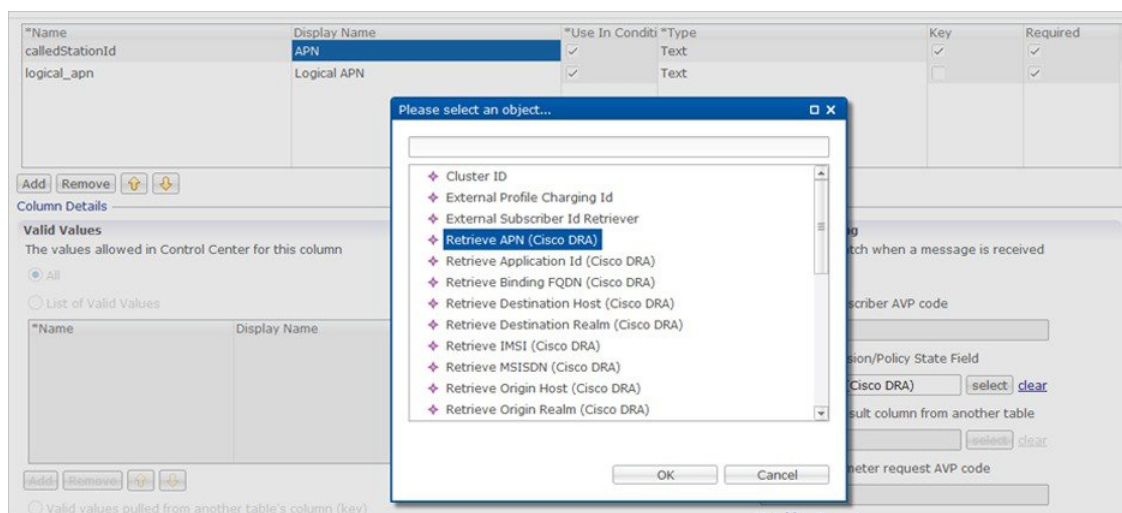 *Name Display Name *Use In Conditi *Type Key Required
calledStationId APN Text
logical_apn Logical APN Text
Please select an object...
Cluster ID
External Profile Charging Id
External Subscriber Id Retriever
Retrieve APN (Cisco DRA)
Retrieve Application Id (Cisco DRA)
Retrieve Binding FQDN (Cisco DRA)
Retrieve Destination Host (Cisco DRA)
Retrieve Destination Realm (Cisco DRA)
Retrieve IMSI (Cisco DRA)
Retrieve MSISDN (Cisco DRA)
Retrieve Origin Host (Cisco DRA)
Retrieve Origin Realm (Cisco DRA)
OK Cancel
Add Remove
Column Details
Valid Values
The values allowed in Control Center for this column
All
List of Valid Values
*Name Display Name
Add Remove
Valid values pulled from another table's column (key)
g
tch when a message is received
scriber AVP code
sion/Policy State Field
(Cisco DRA) select clear
sult column from another table
select clear
meter request AVP code